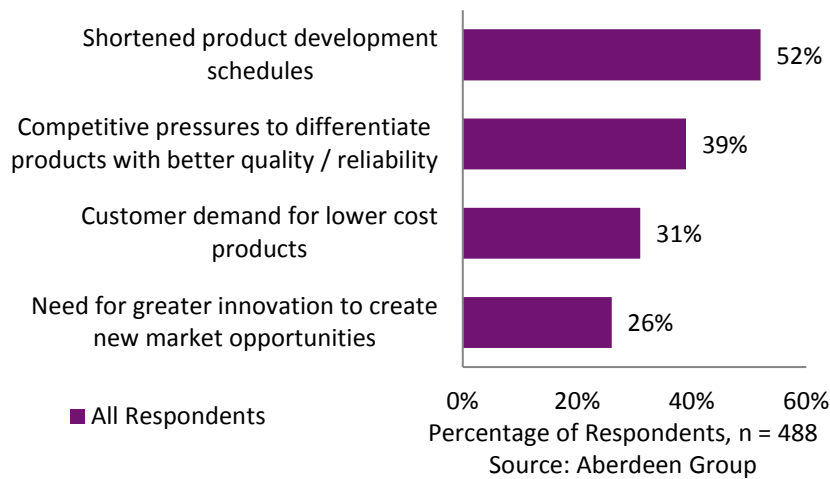 Shortened product development
schedules
52%
Competitive pressures to differentiate
products with better quality / reliability
39%
Customer demand for lower cost
products
31%
Need for greater innovation to create
new market opportunities
26%
All Respondents
0% 20% 40% 60%
Percentage of Respondents, n = 488
Source: Aberdeen Group